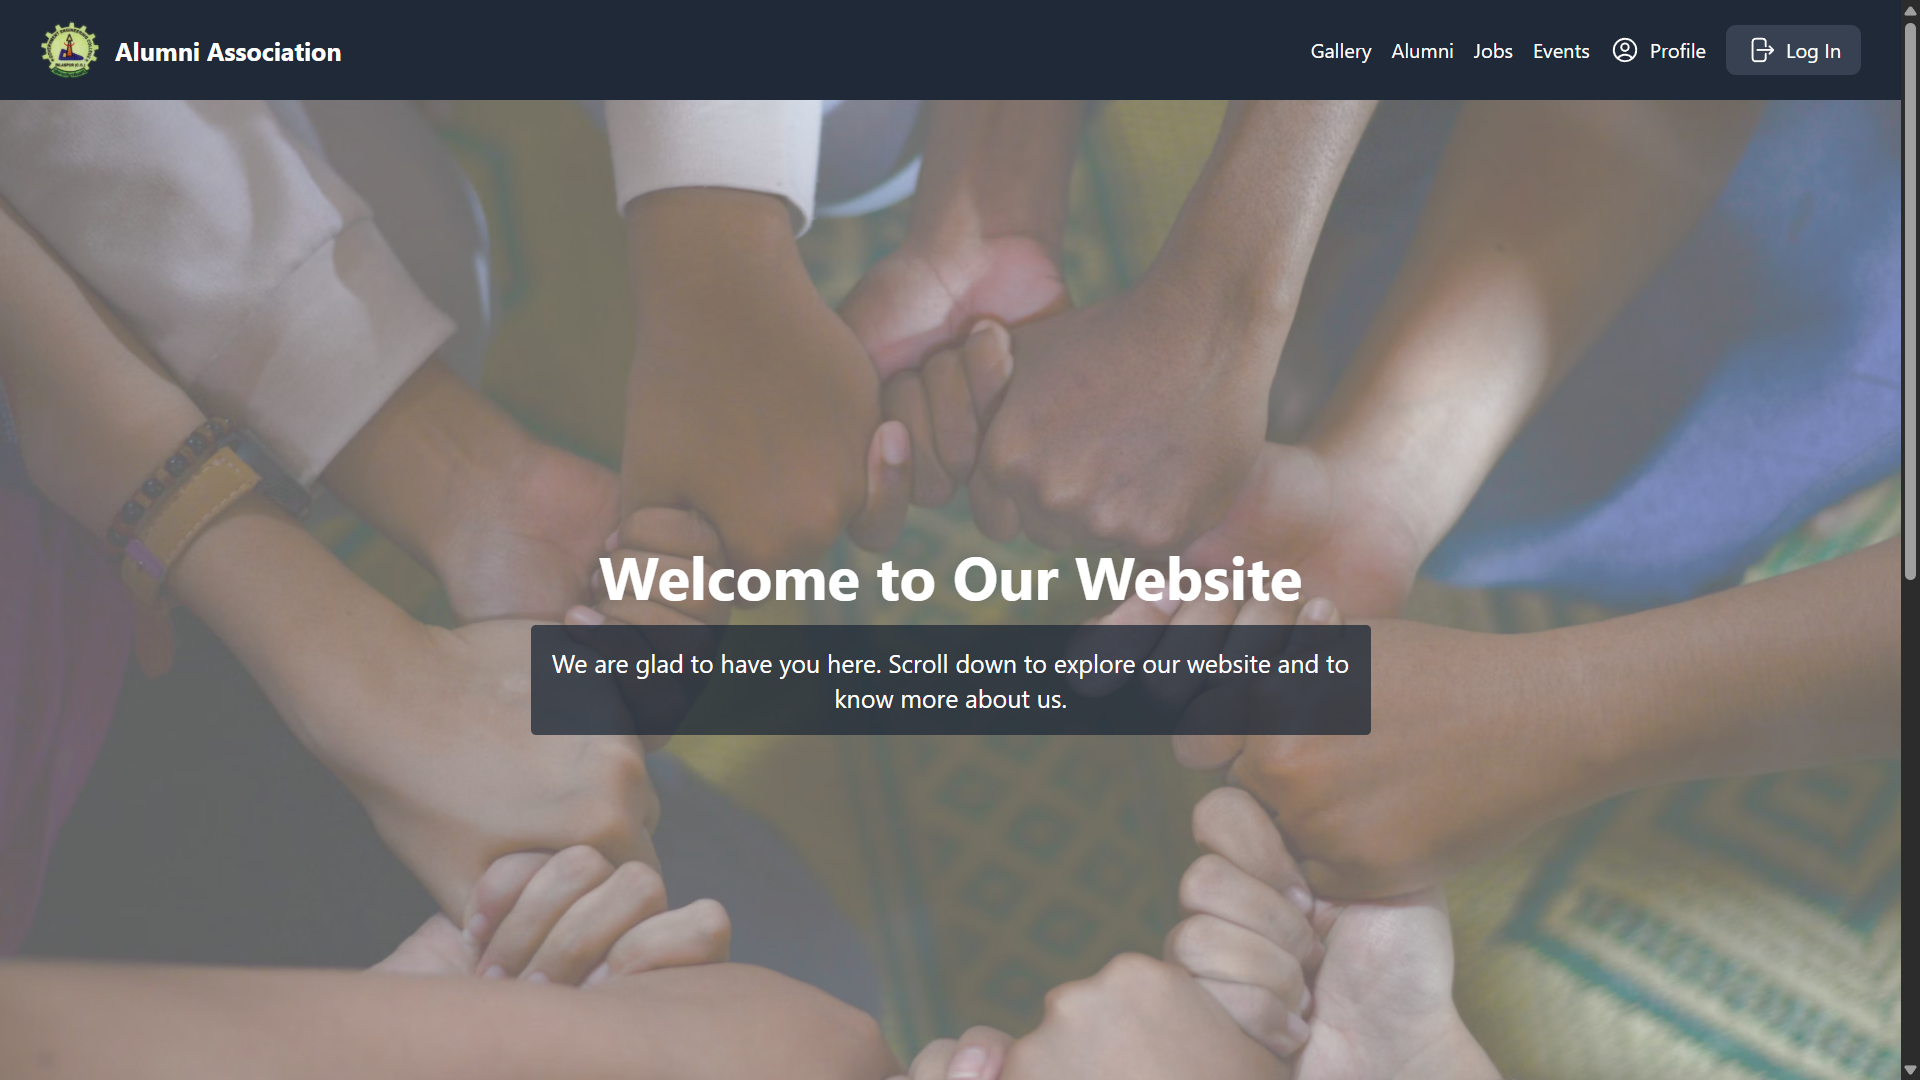 Alumni Association
Gallery Alumni Jobs Events Profile Log In
Welcome to Our Website
We are glad to have you here. Scroll down to explore our website and to
know more about us.